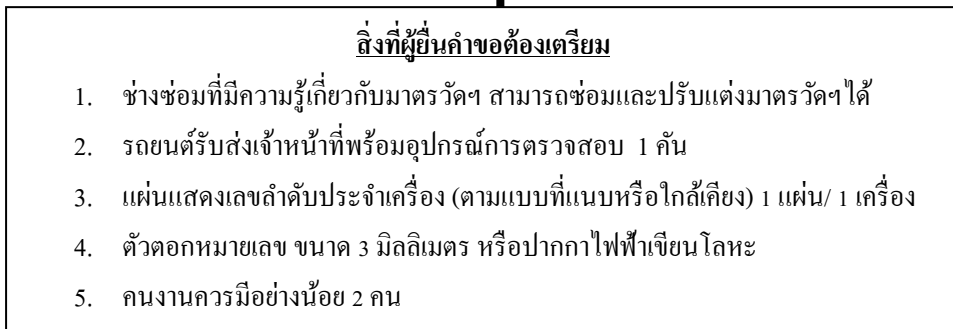 สิ่งที่ผู้ยื่นคำขอต้องเตรียม
1. ช่างซ่อมที่มีความรู้เกี่ยวกับมาตรวัดฯ สามารถซ่อมและปรับแต่งมาตรวัดฯได้
2. รถยนต์รับส่งเจ้าหน้าที่พร้อมอุปกรณ์การตรวจสอบ 1 คัน
3. แผ่นแสดงเลขลำดับประจำเครื่อง (ตามแบบที่แนบหรือใกล้เคียง) 1 แผ่น/ 1 เครื่อง
4. ตัวตอกหมายเลข ขนาด 3 มิลลิเมตร หรือปากกาไฟฟ้าเขียนโลหะ
5. คนงานควรมีอย่างน้อย 2 คน